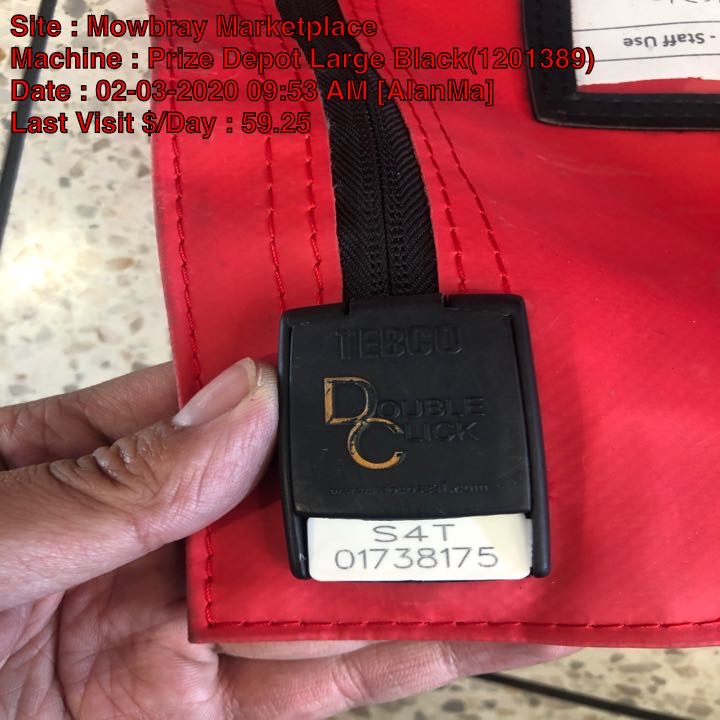 Site : Mowbray Marketplace
Machine : Prize Depot Large Black(1201389)
Date : 02-03-2020 09:53 AM [AlanMa]
Last Visit $/Day : 59.25
- Staff Use
TEBCO
DOUBLE
CLICK
S4T
01738175